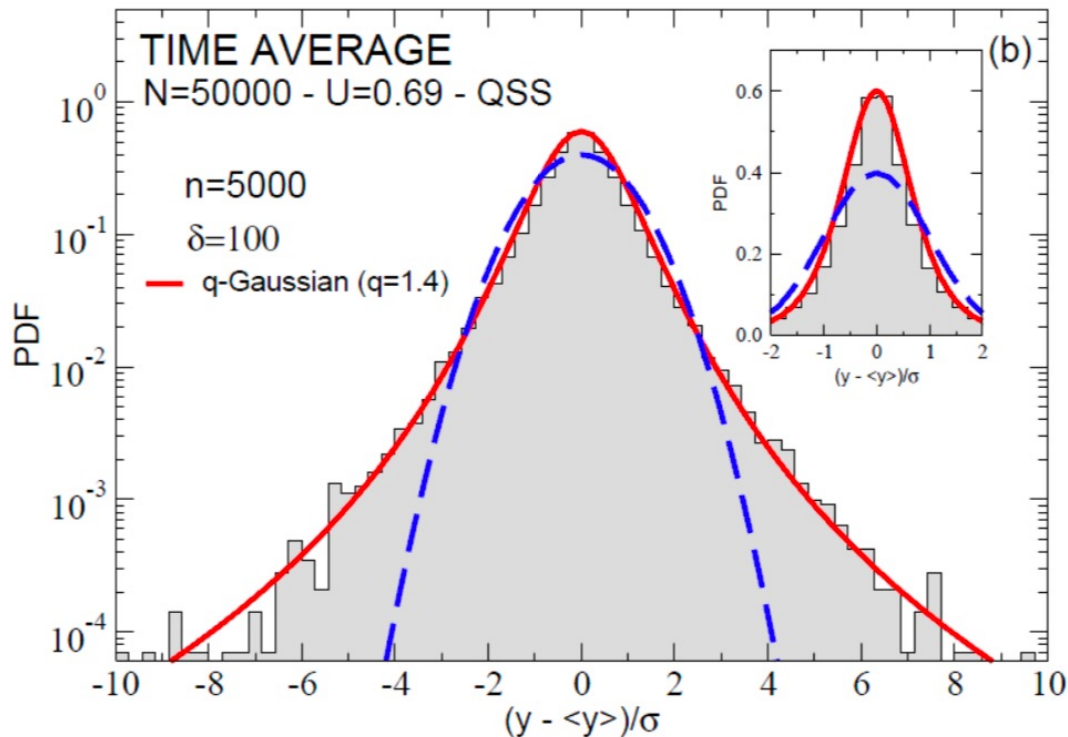 TIME AVERAGE
N=50000 - U=0.69 - QSS
n=5000
δ=100
q-Gaussian (q=1.4)
(b)
PDF
10⁰
10⁻¹
10⁻²
10⁻³
10⁻⁴
-10 -8 -6 -4 -2 0 2 4 6 8 10
(y - <y>)/σ
PDF
0.6
0.4
0.2
0.0
-2 -1 0 1 2
(y - <y>)/σ